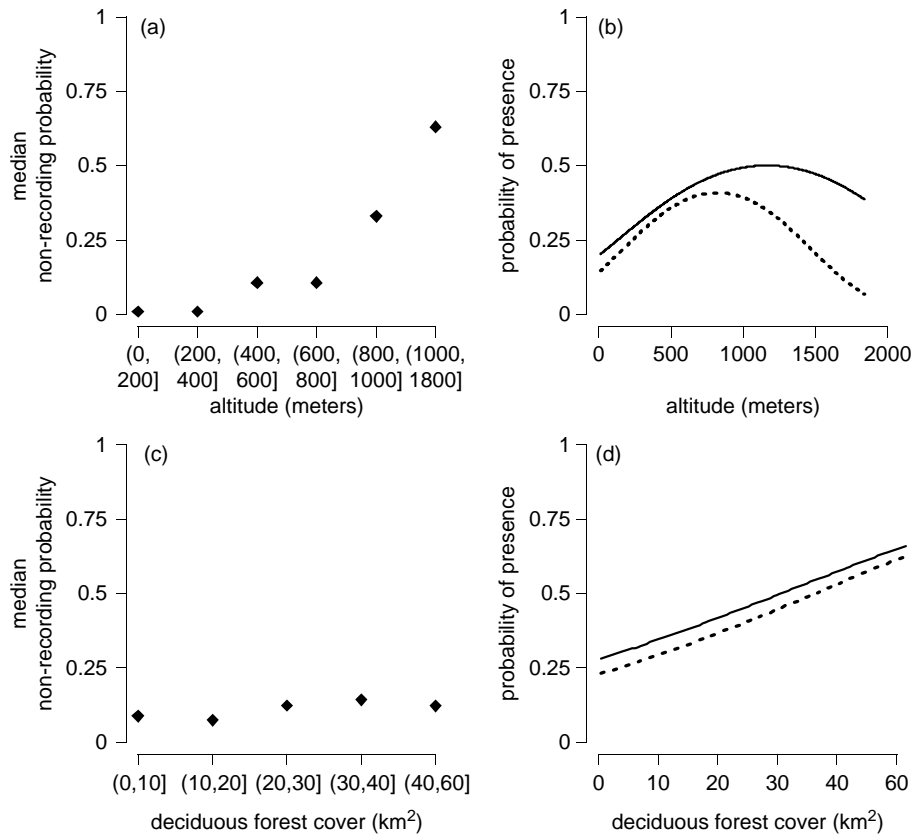 (a)
median
non-recording probability
1
0.75
0.5
0.25
0
(0, (200, (400, (600, (800, (1000,
200] 400] 600] 800] 1000] 1800]
altitude (meters)
(b)
probability of presence
1
0.75
0.5
0.25
0
0 500 1000 1500 2000
altitude (meters)
(c)
median
non-recording probability
1
0.75
0.5
0.25
0
(0,10] (10,20] (20,30] (30,40] (40,60]
deciduous forest cover (km²)
(d)
probability of presence
1
0.75
0.5
0.25
0
0 10 20 30 40 50 60
deciduous forest cover (km²)